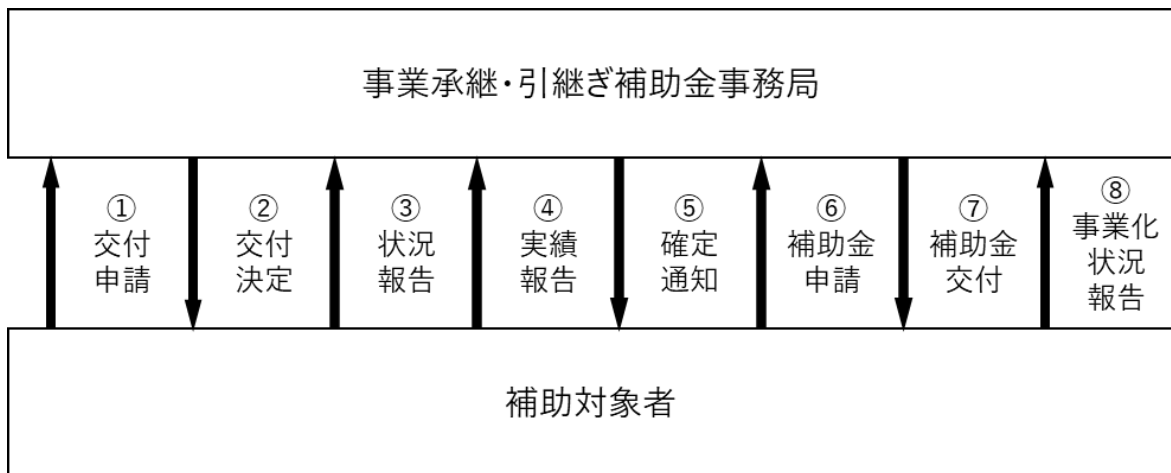 事業承継・引継ぎ補助金事務局
①
交付
申請
②
交付
決定
③
状況
報告
④
実績
報告
⑤
確定
通知
⑥
補助金
申請
⑦
補助金
交付
⑧
事業化
状況
報告
補助対象者